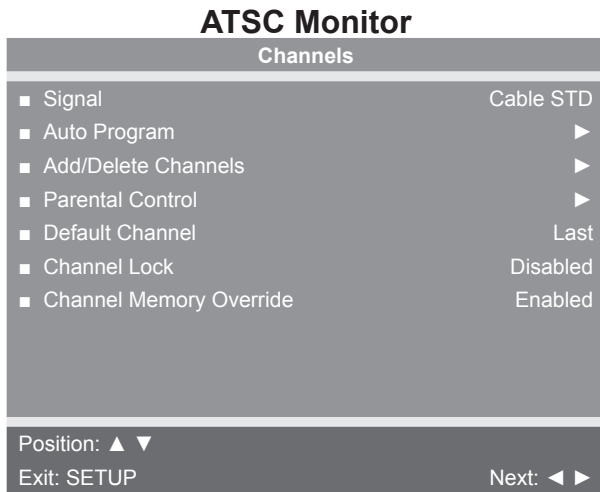 ATSC Monitor
Channels
■ Signal Cable STD
■ Auto Program ►
■ Add/Delete Channels ►
■ Parental Control ►
■ Default Channel Last
■ Channel Lock Disabled
■ Channel Memory Override Enabled
Position: ▲ ▼
Exit: SETUP Next: ◄ ►